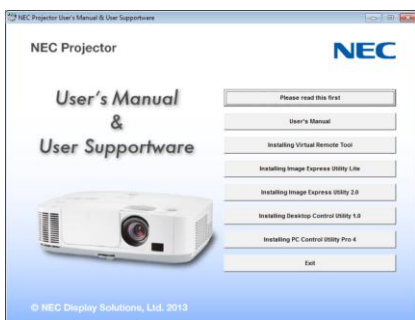 NEC Projector User's Manual & User Supportware
NEC Projector
NEC
User's Manual
&
User Supportware
Please read this first
User's Manual
Installing Virtual Remote Tool
Installing Image Express Utility Lite
Installing Image Express Utility 2.0
Installing Desktop Control Utility 1.0
Installing PC Control Utility Pro 4
Exit
© NEC Display Solutions, Ltd. 2013